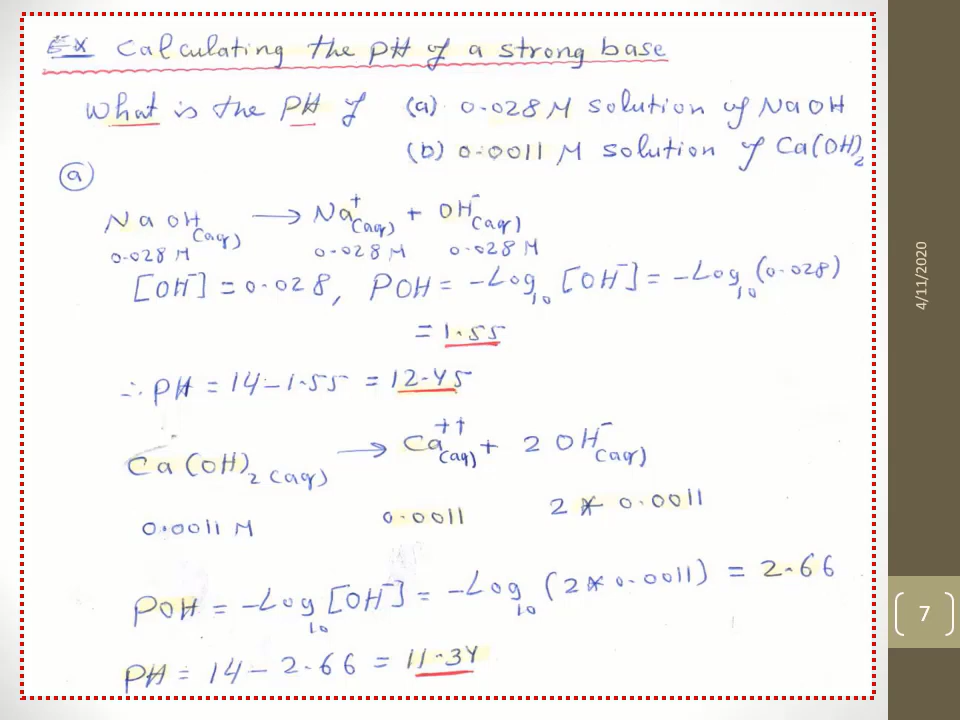 Ex Calculating the pH of a strong base
What is the pH of (a) 0.028 M solution of NaOH
(b) 0.0011 M solution of Ca(OH)₂
(a)
NaOH(aq) → Na⁺(aq) + OH⁻(aq)
0.028 M 0.028 M 0.028 M
[OH⁻] = 0.028, POH = -Log₁₀ [OH⁻] = -Log₁₀ (0.028)
= 1.55
∴ PH = 14 - 1.55 = 12.45
Ca(OH)₂(aq) → Ca⁺⁺(aq) + 2 OH⁻(aq)
0.0011 M 0.0011 2 * 0.0011
POH = -Log₁₀ [OH⁻] = -Log₁₀ (2 * 0.0011) = 2.66
PH = 14 - 2.66 = 11.34
4/11/2020
7